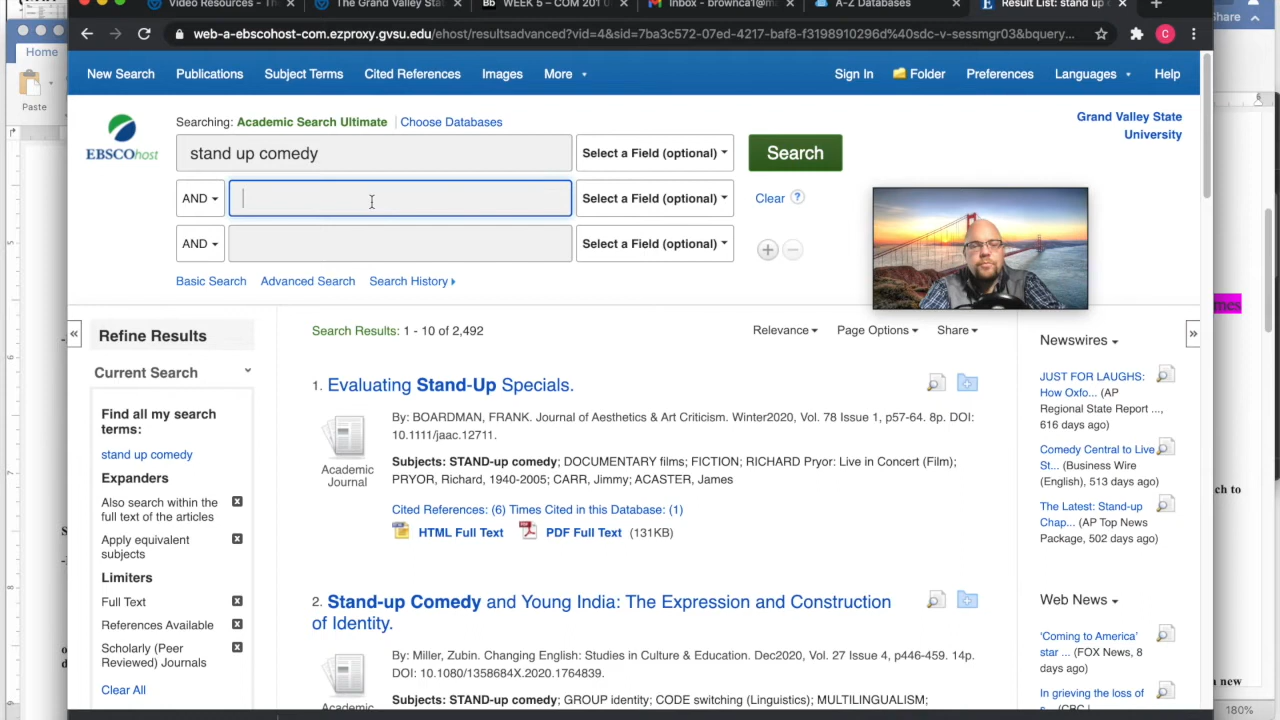 Video Resources - T
The Grand Valley Stat
Bb
WEEK 5 – COM 201 0
Inbox - brownca1@m
A-Z Databases
Result List: stand up c
web-a-ebscohost-com.ezproxy.gvsu.edu/ehost/resultsadvanced?vid=4&sid=7ba3c572-07ed-4217-baf8-f3198910296d%40sdc-v-sessmgr03&bquery...
C
Share
Home
Paste
New Search
Publications
Subject Terms
Cited References
Images
More
Sign In
Folder
Preferences
Languages
Help
Searching: Academic Search Ultimate
Choose Databases
Grand Valley State
University
EBSCOhost
stand up comedy
Select a Field (optional)
Search
AND
Select a Field (optional)
Clear
?
AND
Select a Field (optional)
Basic Search
Advanced Search
Search History
Refine Results
Current Search
Find all my search
terms:
stand up comedy
Expanders
Also search within the
full text of the articles
Apply equivalent
subjects
Limiters
Full Text
References Available
Scholarly (Peer
Reviewed) Journals
Clear All
Search Results: 1 - 10 of 2,492
Relevance
Page Options
Share
1. Evaluating Stand-Up Specials.
Academic
Journal
By: BOARDMAN, FRANK. Journal of Aesthetics & Art Criticism. Winter2020, Vol. 78 Issue 1, p57-64. 8p. DOI:
10.1111/jaac.12711.
Subjects: STAND-up comedy; DOCUMENTARY films; FICTION; RICHARD Pryor: Live in Concert (Film);
PRYOR, Richard, 1940-2005; CARR, Jimmy; ACASTER, James
Cited References: (6) Times Cited in this Database: (1)
HTML Full Text
PDF Full Text (131KB)
2. Stand-up Comedy and Young India: The Expression and Construction
of Identity.
Academic
By: Miller, Zubin. Changing English: Studies in Culture & Education. Dec2020, Vol. 27 Issue 4, p446-459. 14p.
DOI: 10.1080/1358684X.2020.1764839.
Subjects: STAND-up comedy; GROUP identity; CODE switching (Linguistics); MULTILINGUALISM;
Newswires
JUST FOR LAUGHS:
How Oxfo... (AP
Regional State Report ...,
616 days ago)
Comedy Central to Live
St... (Business Wire
(English), 513 days ago)
The Latest: Stand-up
Chap... (AP Top News
Package, 502 days ago)
Web News
'Coming to America'
star ... (FOX News, 8
days ago)
In grieving the loss of
ch to
a new
180%